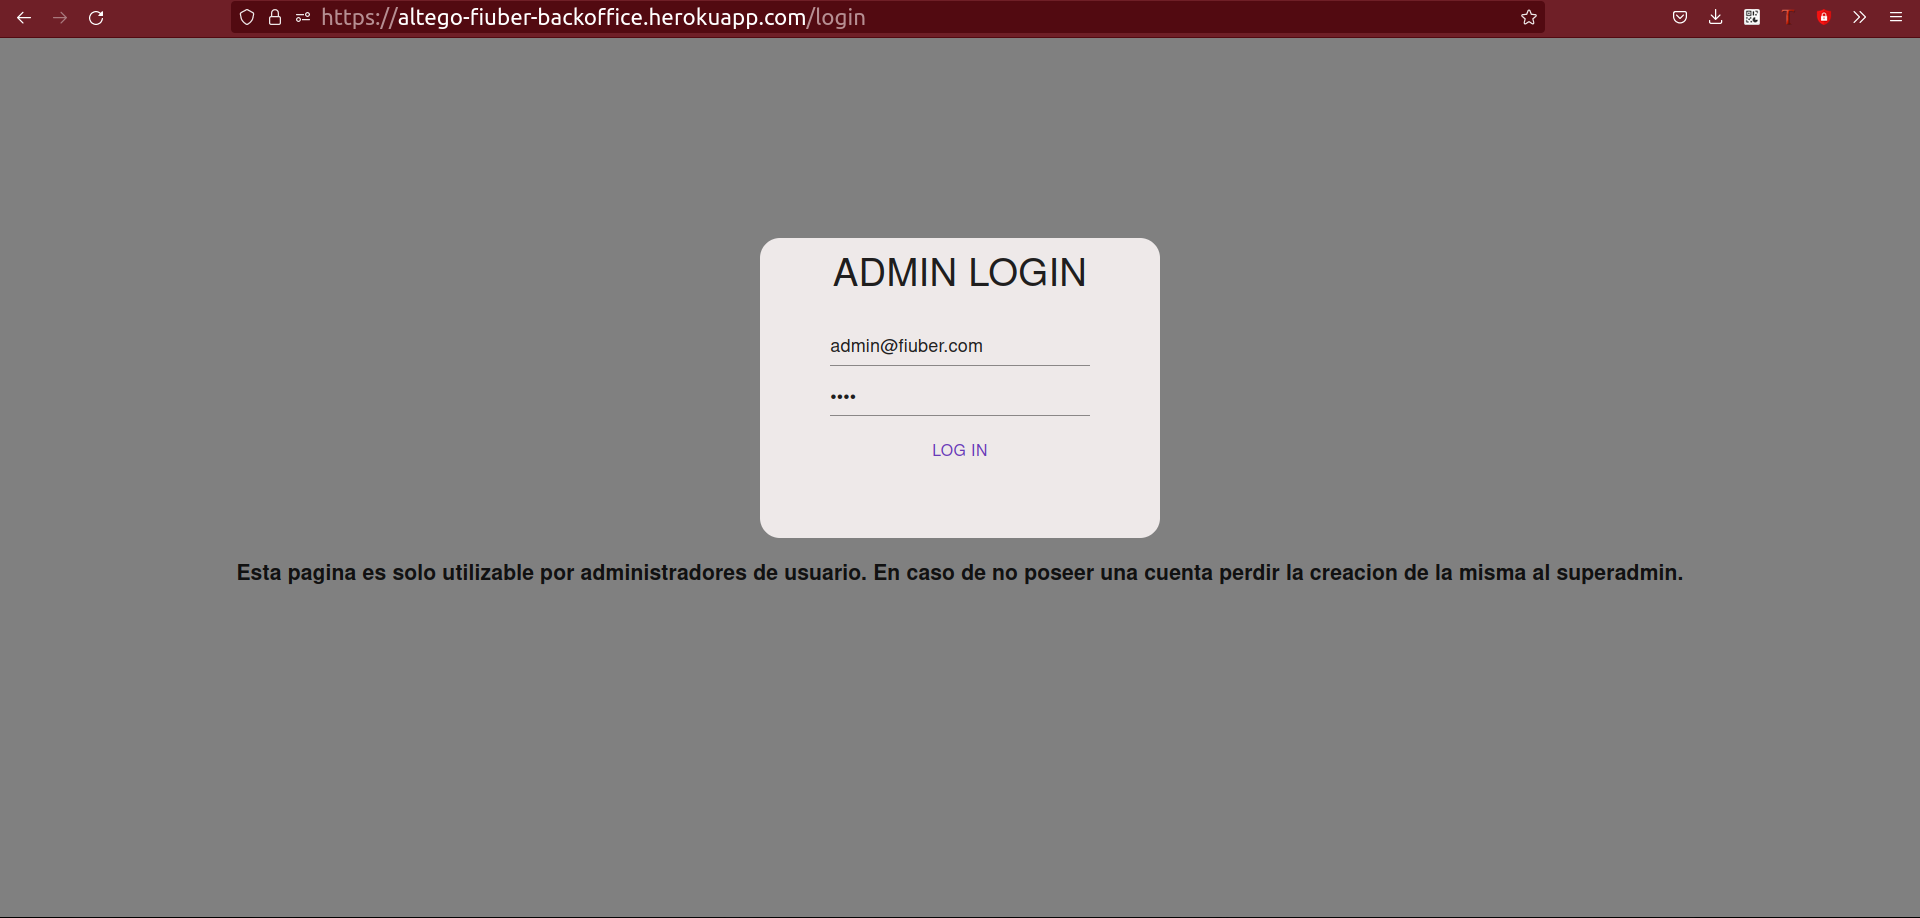 https://altego-fiuber-backoffice.herokuapp.com/login
ADMIN LOGIN
admin@fiuber.com
••••
LOG IN
Esta pagina es solo utilizable por administradores de usuario. En caso de no poseer una cuenta perdir la creacion de la misma al superadmin.